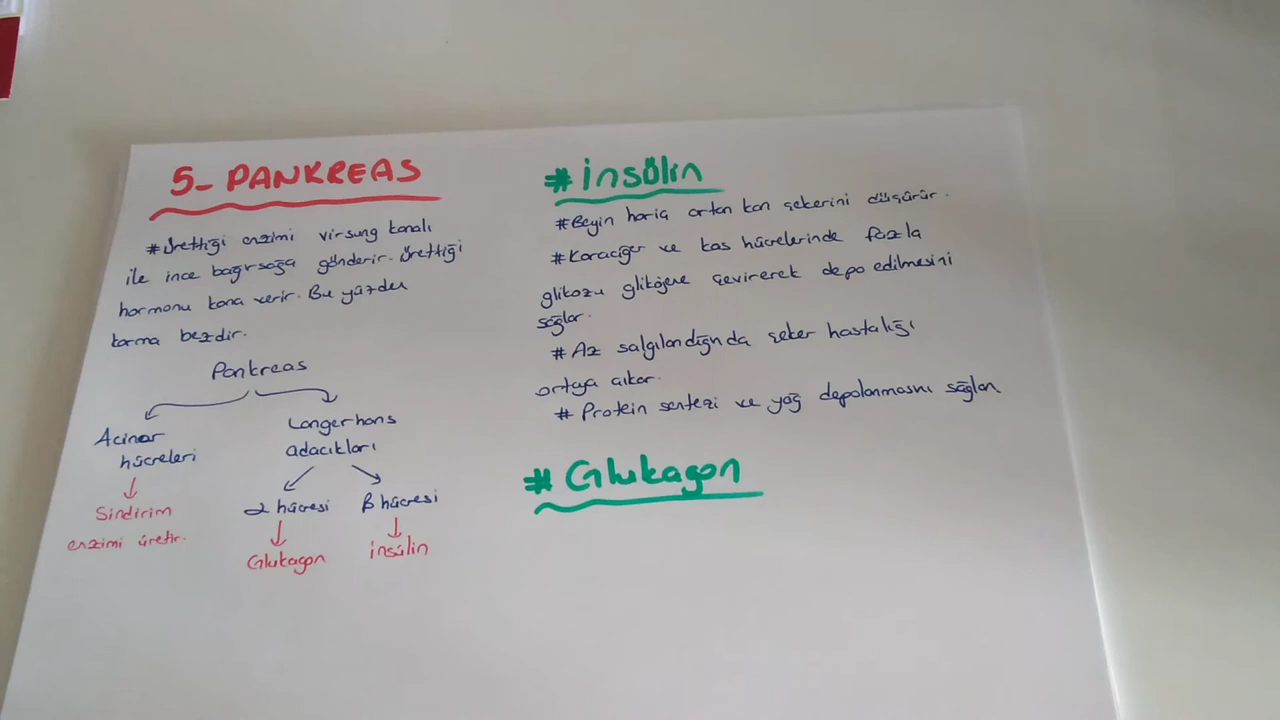 5- PANKREAS
# Ürettiği enzimi virsung kanalı
ile ince bağırsağa gönderir. Ürettiği
hormonu kana verir. Bu yüzden
karma bezdir.
Pankreas
Acinar
hücreleri
Sindirim
enzimi üretir.
Langerhans
adacıkları
α hücresi
β hücresi
Glukagon
insülin
# İnsülin
# Beyin hariç artan kan şekerini düşürür.
# Karaciğer ve kas hücrelerinde fazla
glikozu glikojene çevirerek depo edilmesini
sağlar.
# Az salgılandığında şeker hastalığı
ortaya çıkar.
# Protein sentezi ve yağ depolanmasını sağlar
# Glukagon